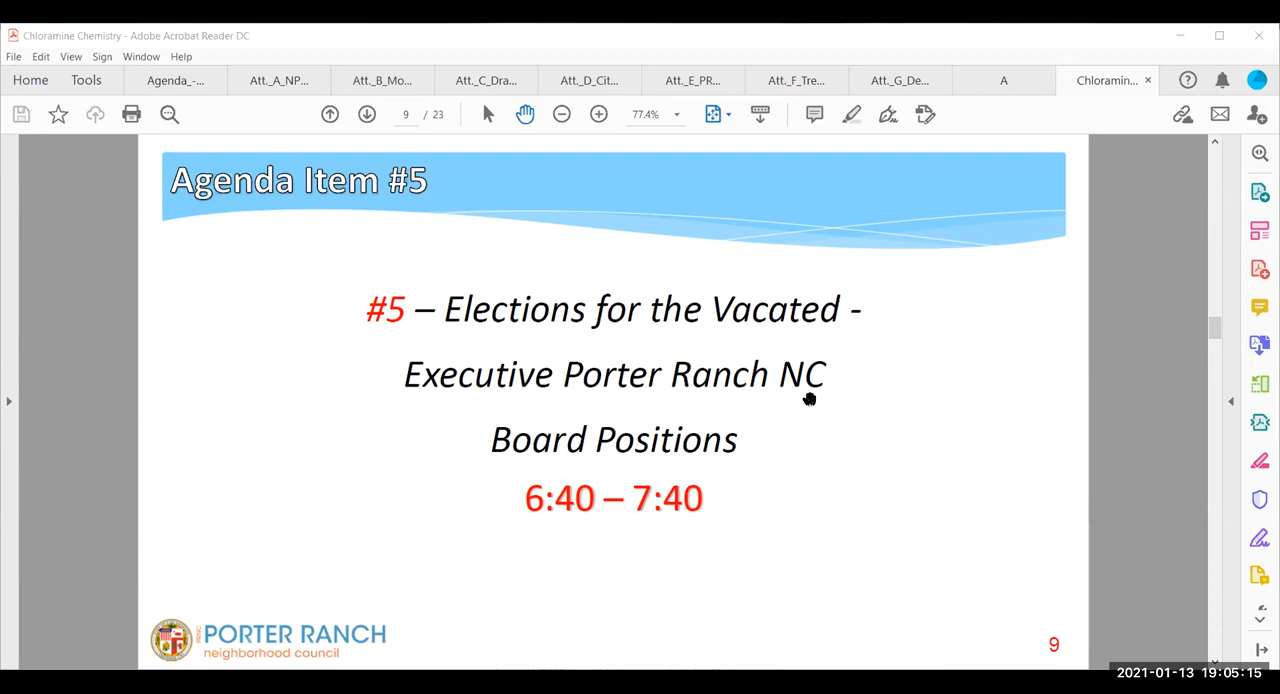 Chloramine Chemistry - Adobe Acrobat Reader DC
File Edit View Sign Window Help
Home Tools Agenda_-... Att._A_NP... Att._B_Mo... Att._C_Dra... Att._D_Cit... Att._E_PR... Att._F_Tre... Att._G_De... A Chloramin... ×
9 / 23 77.4%
Agenda Item #5
#5 – Elections for the Vacated -
Executive Porter Ranch NC
Board Positions
6:40 – 7:40
PORTER RANCH
neighborhood council
9
2021-01-13 19:05:15